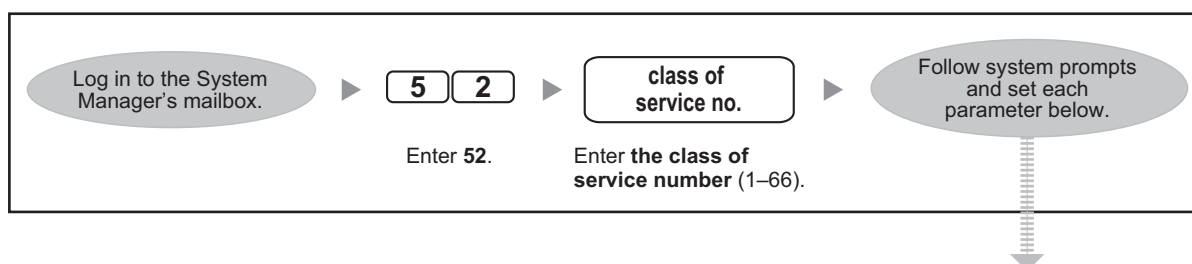 Log in to the System
Manager's mailbox.
5 2
Enter 52.
class of
service no.
Enter the class of
service number (1–66).
Follow system prompts
and set each
parameter below.